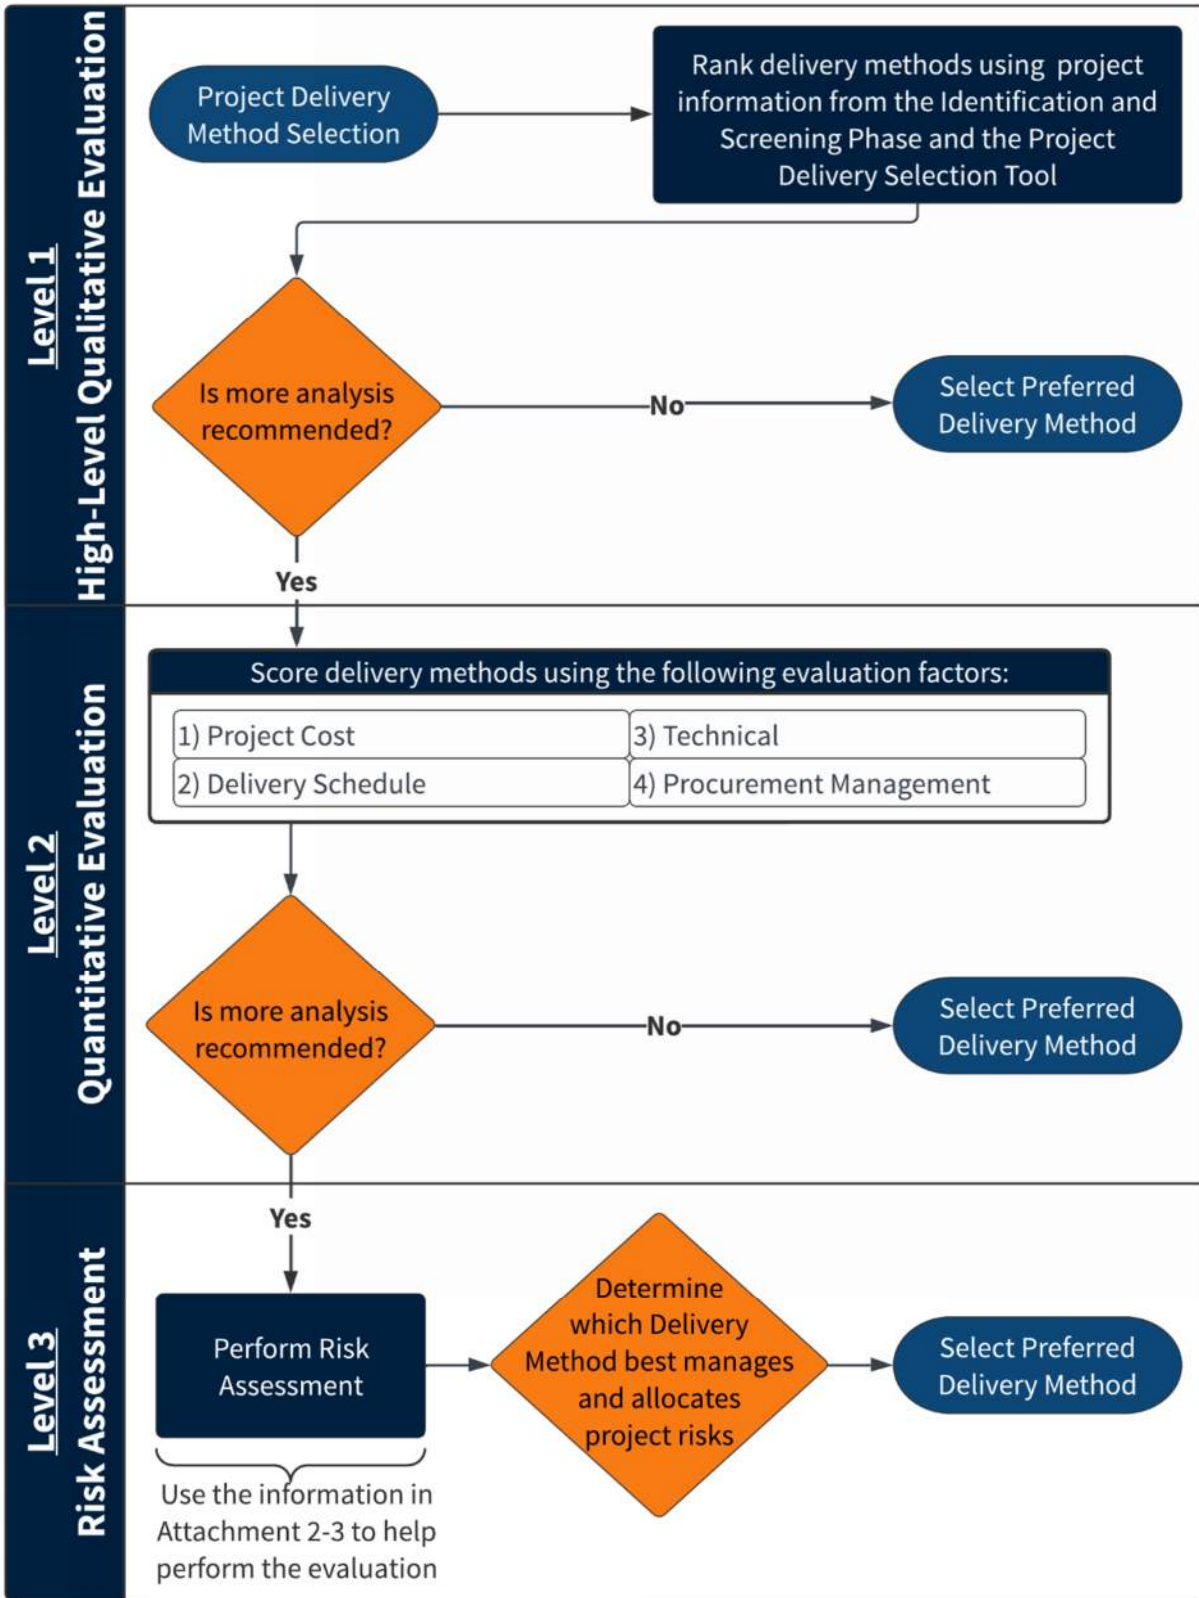 Level 1
High-Level Qualitative Evaluation
Project Delivery
Method Selection
Rank delivery methods using project
information from the Identification and
Screening Phase and the Project
Delivery Selection Tool
Is more analysis
recommended?
No
Select Preferred
Delivery Method
Yes
Level 2
Quantitative Evaluation
Score delivery methods using the following evaluation factors:
1) Project Cost
3) Technical
2) Delivery Schedule
4) Procurement Management
Is more analysis
recommended?
No
Select Preferred
Delivery Method
Yes
Level 3
Risk Assessment
Perform Risk
Assessment
Determine
which Delivery
Method best manages
and allocates
project risks
Select Preferred
Delivery Method
Use the information in
Attachment 2-3 to help
perform the evaluation